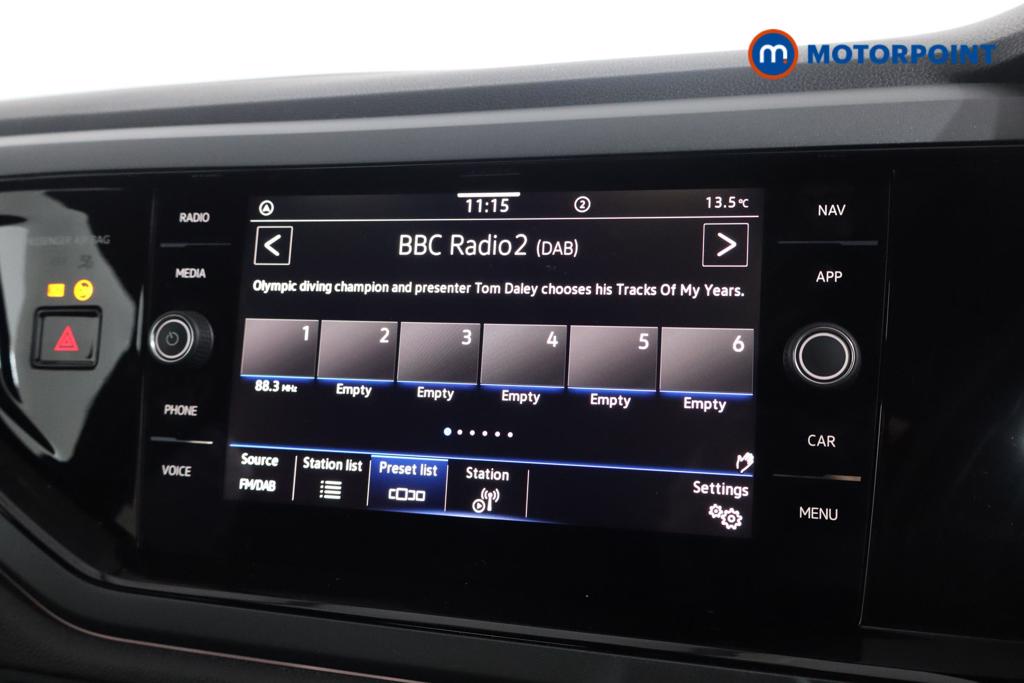 m MOTORPOINT
11:15 2 13.5°C
RADIO
NAV
BBC Radio2 (DAB)
MEDIA
APP
Olympic diving champion and presenter Tom Daley chooses his Tracks Of My Years.
1 2 3 4 5 6
88.3 MHz Empty Empty Empty Empty Empty
PHONE
CAR
VOICE
MENU
Source Station list Preset list Station Settings
FM/DAB